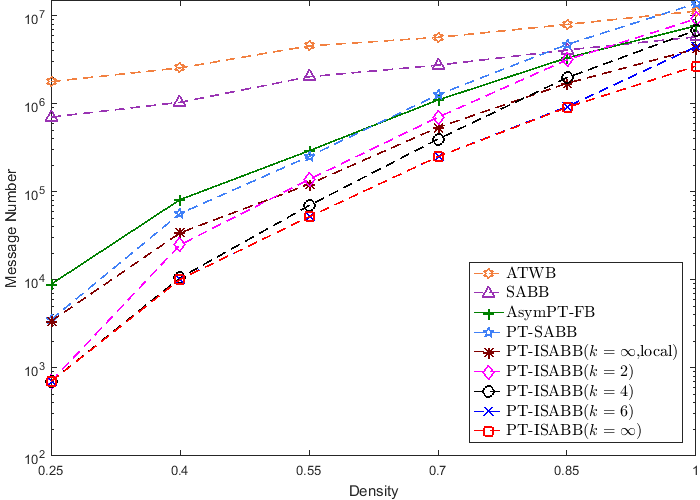 Message Number
10^7
10^6
10^5
10^4
10^3
10^2
0.25 0.4 0.55 0.7 0.85 1
Density
ATWB
SABB
AsymPT-FB
PT-SABB
PT-ISABB(k = ∞,local)
PT-ISABB(k = 2)
PT-ISABB(k = 4)
PT-ISABB(k = 6)
PT-ISABB(k = ∞)